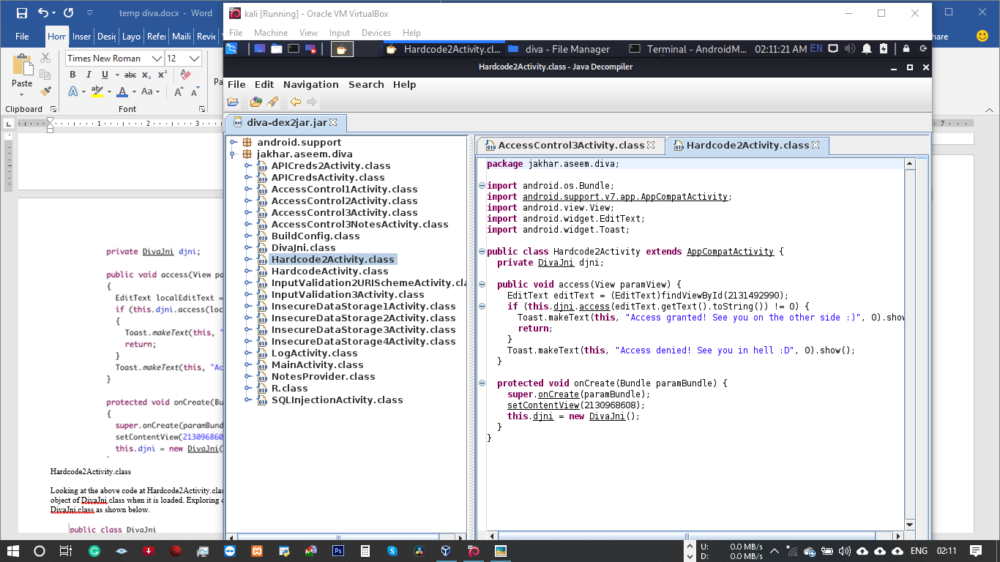 temp diva.docx - Word
File Hom Inser Desig Layo Refe Maili Revie
Times New Roman 12
B I U abc x₂ x²
Paste
Clipboard
Font
kali [Running] - Oracle VM VirtualBox
File Machine View Input Devices Help
Hardcode2Activity.cl... diva - File Manager Terminal - AndroidM... 02:11:21 AM EN
Hardcode2Activity.class - Java Decompiler
File Edit Navigation Search Help
diva-dex2jar.jar
android.support
jakhar.aseem.diva
APICreds2Activity.class
APICredsActivity.class
AccessControl1Activity.class
AccessControl2Activity.class
AccessControl3Activity.class
AccessControl3NotesActivity.class
BuildConfig.class
DivaJni.class
Hardcode2Activity.class
HardcodeActivity.class
InputValidation2URISchemeActivity.cla
InputValidation3Activity.class
InsecureDataStorage1Activity.class
InsecureDataStorage2Activity.class
InsecureDataStorage3Activity.class
InsecureDataStorage4Activity.class
LogActivity.class
MainActivity.class
NotesProvider.class
R.class
SQLInjectionActivity.class
AccessControl3Activity.class Hardcode2Activity.class
package jakhar.aseem.diva;
import android.os.Bundle;
import android.support.v7.app.AppCompatActivity;
import android.view.View;
import android.widget.EditText;
import android.widget.Toast;
public class Hardcode2Activity extends AppCompatActivity {
private DivaJni djni;
public void access(View paramView) {
EditText editText = (EditText)findViewById(2131492990);
if (this.djni.access(editText.getText().toString()) != 0) {
Toast.makeText(this, "Access granted! See you on the other side :)", 0).show
return;
}
Toast.makeText(this, "Access denied! See you in hell :D", 0).show();
}
protected void onCreate(Bundle paramBundle) {
super.onCreate(paramBundle);
setContentView(2130968608);
this.djni = new DivaJni();
}
}
private DivaJni djni;
public void access(View pa
{
EditText localEditText =
if (this.djni.access(loc
{
Toast.makeText(this, "
return;
}
Toast.makeText(this, "Ac
}
protected void onCreate(Bu
{
super.onCreate(paramBund
setContentView(213096860
this.djni = new DivaJni(
Hardcode2Activity.class
Looking at the above code at Hardcode2Activity.clas
object of DivaJni class when it is loaded. Exploring
DivaJni.class as shown below.
public class DivaJni
hare
7
U: 0.0 MB/s
D: 0.0 MB/s
ENG 02:11